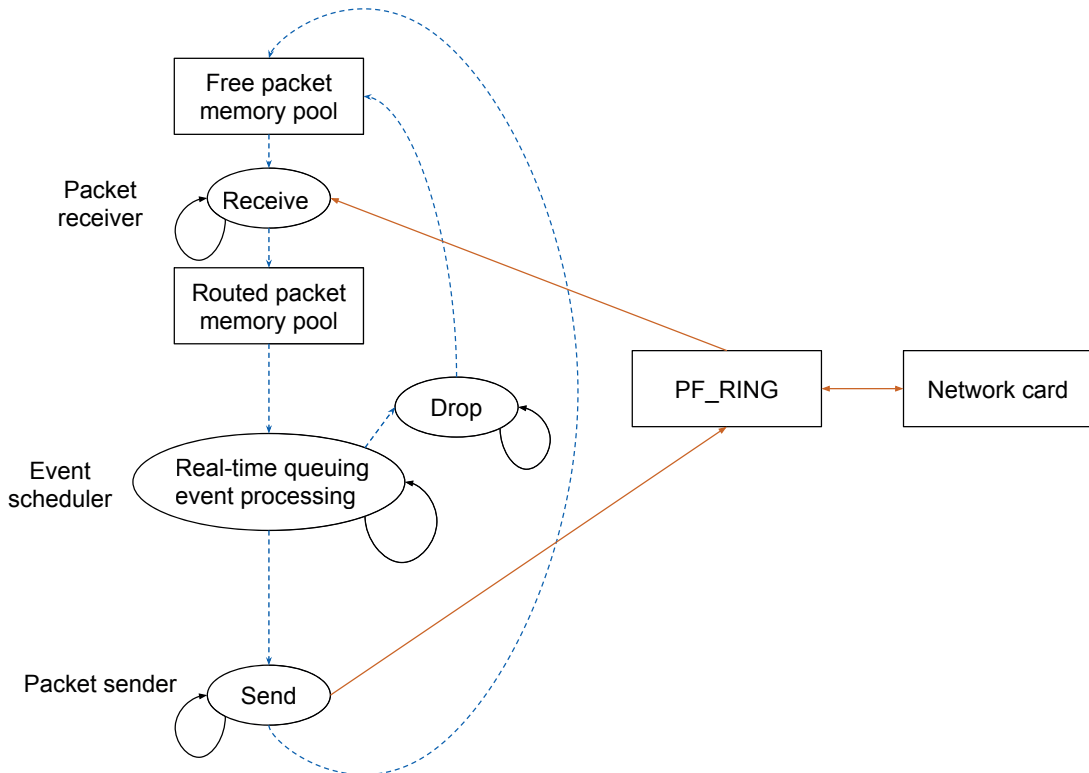 Free packet
memory pool
Packet
receiver
Receive
Routed packet
memory pool
PF_RING
Network card
Drop
Event
scheduler
Real-time queuing
event processing
Packet sender
Send